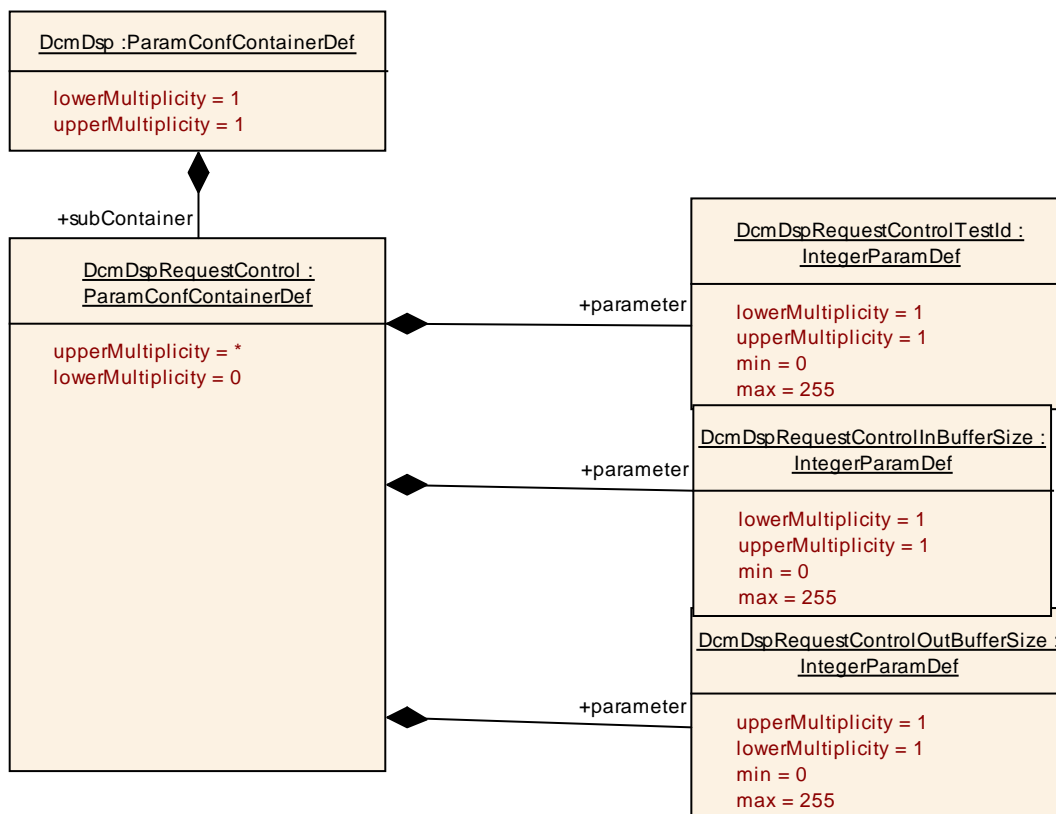 DcmDsp :ParamConfContainerDef
lowerMultiplicity = 1
upperMultiplicity = 1
+subContainer
DcmDspRequestControl :
ParamConfContainerDef
upperMultiplicity = *
lowerMultiplicity = 0
+parameter
DcmDspRequestControlTestId :
IntegerParamDef
lowerMultiplicity = 1
upperMultiplicity = 1
min = 0
max = 255
+parameter
DcmDspRequestControlInBufferSize :
IntegerParamDef
lowerMultiplicity = 1
upperMultiplicity = 1
min = 0
max = 255
+parameter
DcmDspRequestControlOutBufferSize :
IntegerParamDef
upperMultiplicity = 1
lowerMultiplicity = 1
min = 0
max = 255